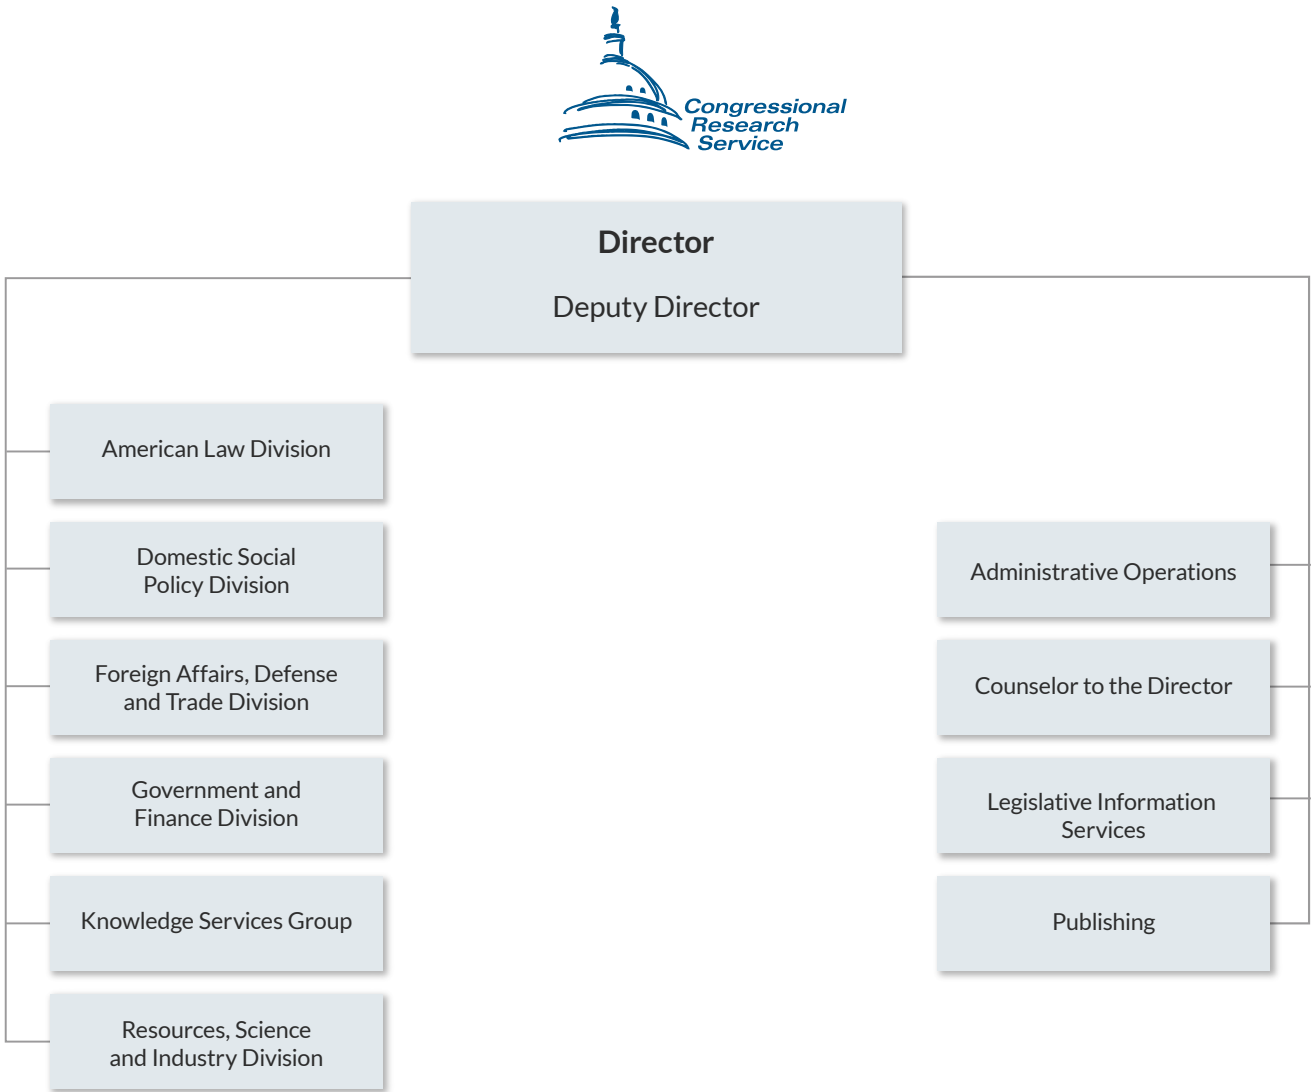 Congressional
Research
Service
Director
Deputy Director
American Law Division
Domestic Social
Policy Division
Foreign Affairs, Defense
and Trade Division
Government and
Finance Division
Knowledge Services Group
Resources, Science
and Industry Division
Administrative Operations
Counselor to the Director
Legislative Information
Services
Publishing